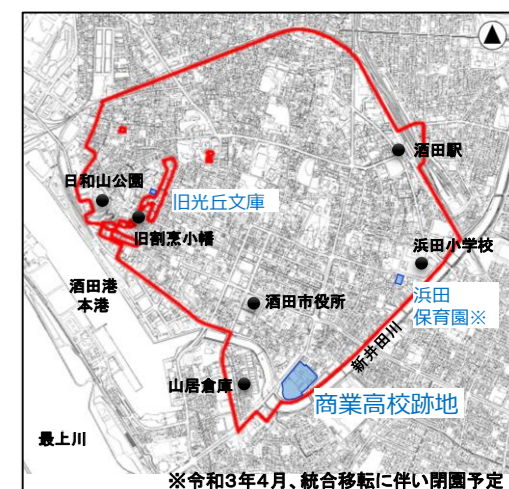 酒田駅
日和山公園
旧光丘文庫
旧割烹小幡
浜田小学校
酒田港
本港
酒田市役所
浜田
保育園※
新井田川
山居倉庫
商業高校跡地
最上川
※令和3年4月、統合移転に伴い閉園予定